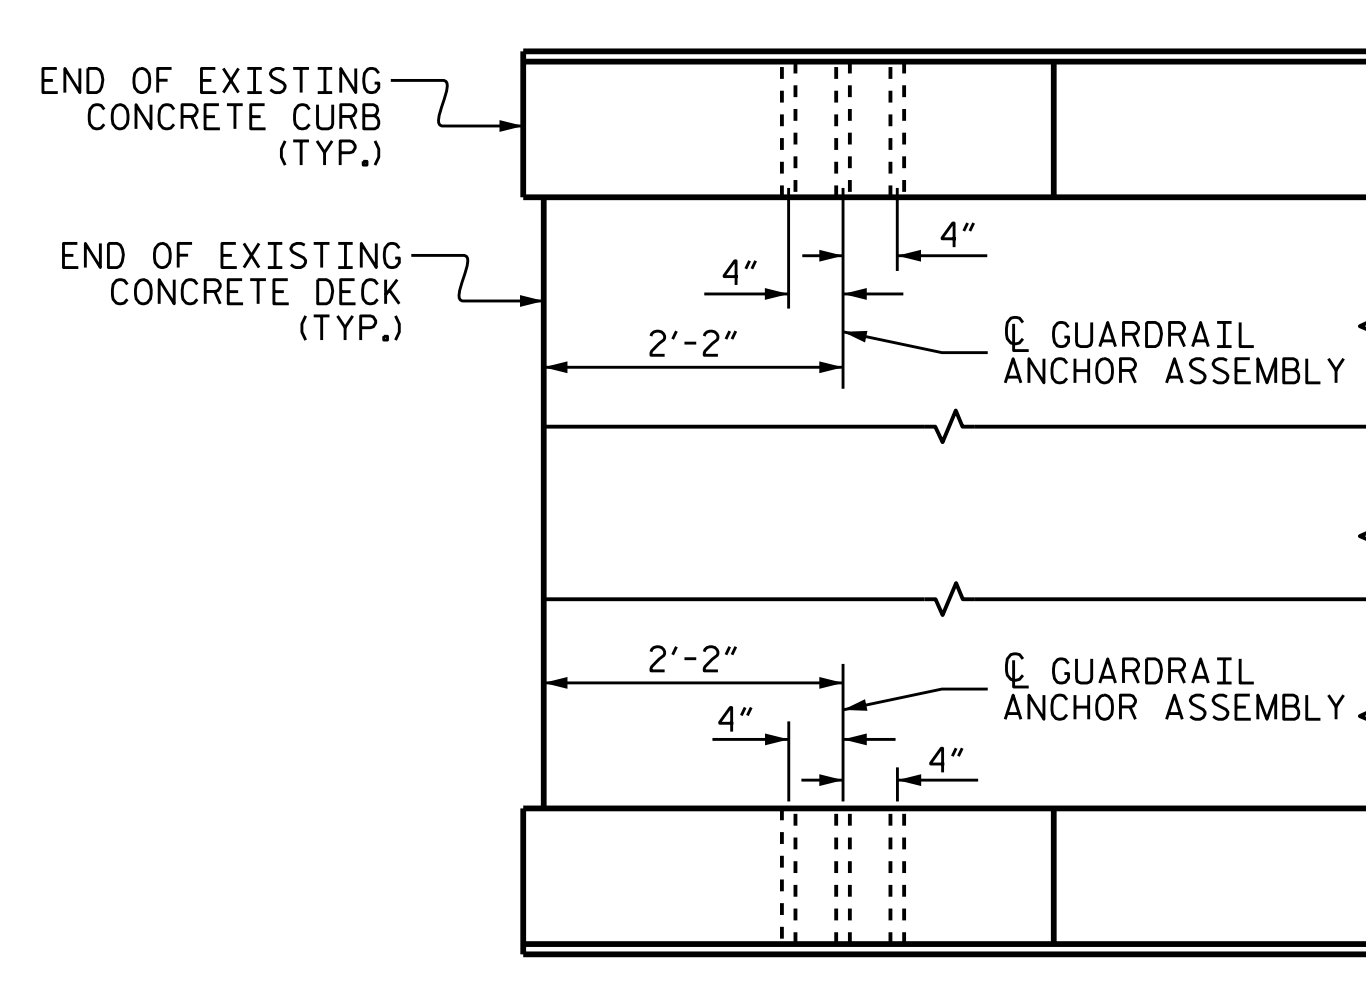 END OF EXISTING
CONCRETE CURB
(TYP.)
4"
END OF EXISTING
CONCRETE DECK
(TYP.)
4"
2'-2"
℄ GUARDRAIL
ANCHOR ASSEMBLY
2'-2"
℄ GUARDRAIL
ANCHOR ASSEMBLY
4"
4"